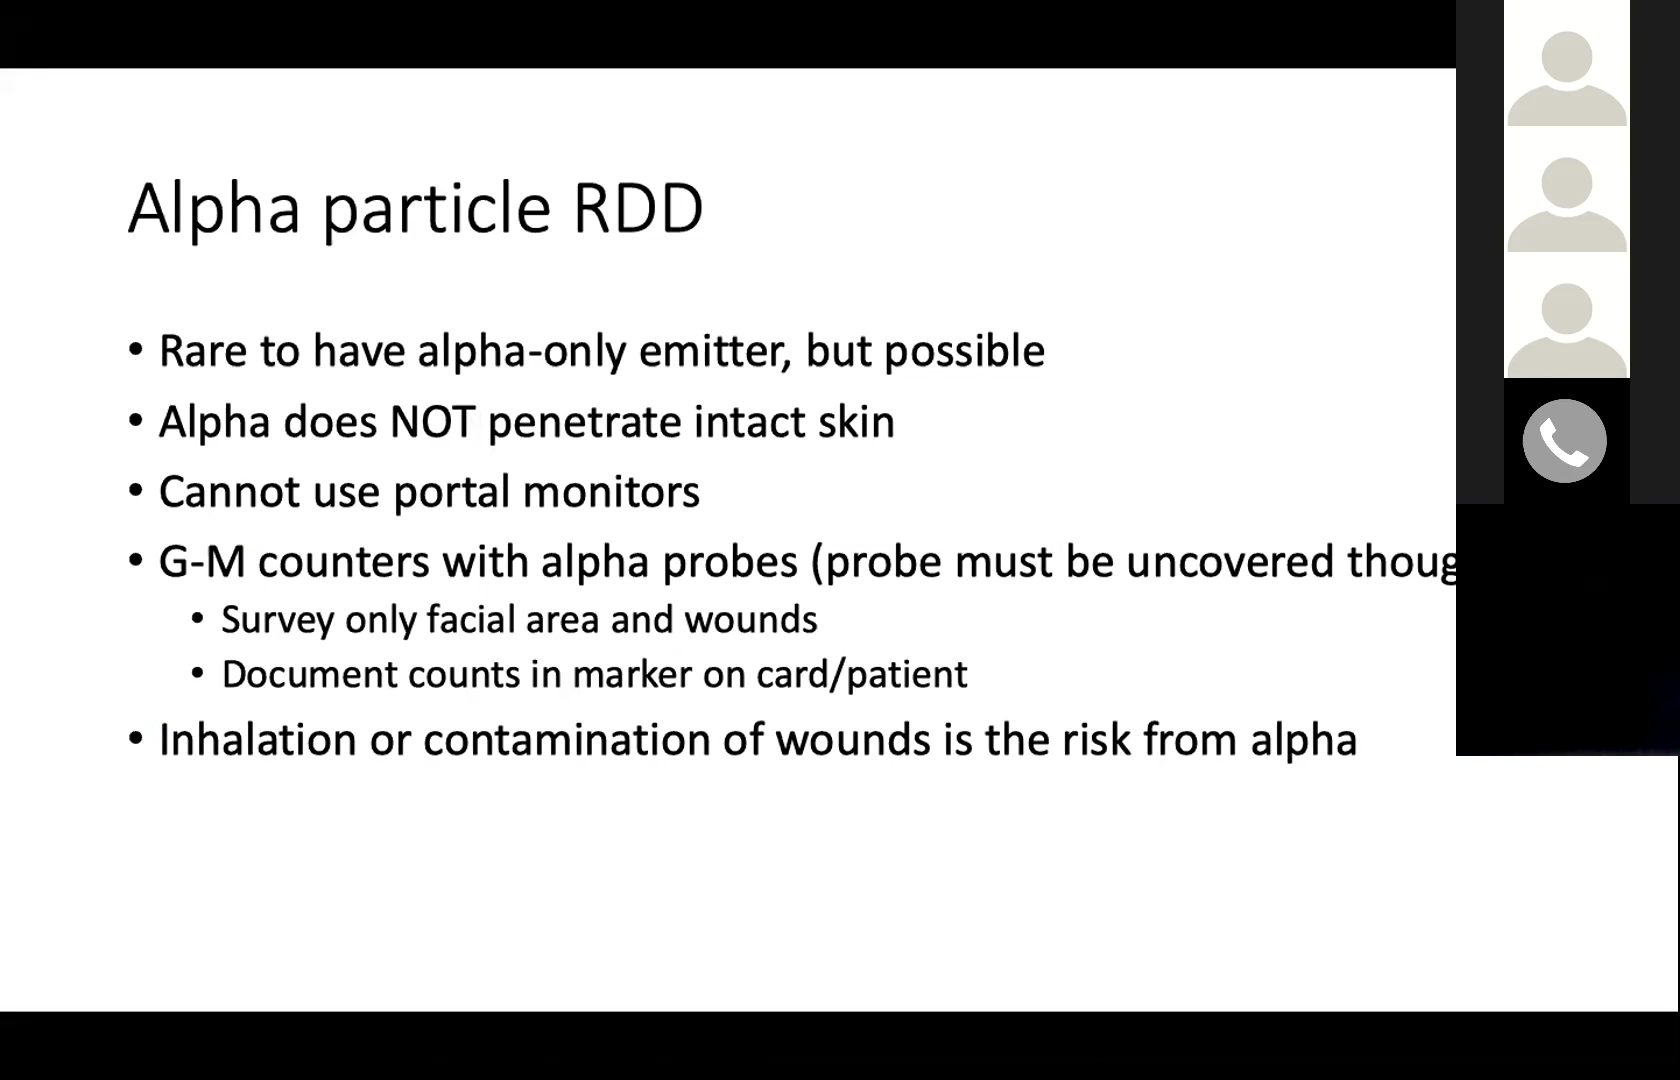 Alpha particle RDD
• Rare to have alpha-only emitter, but possible
• Alpha does NOT penetrate intact skin
• Cannot use portal monitors
• G-M counters with alpha probes (probe must be uncovered
• Survey only facial area and wounds
• Document counts in marker on card/patient
• Inhalation or contamination of wounds is the risk from alpha